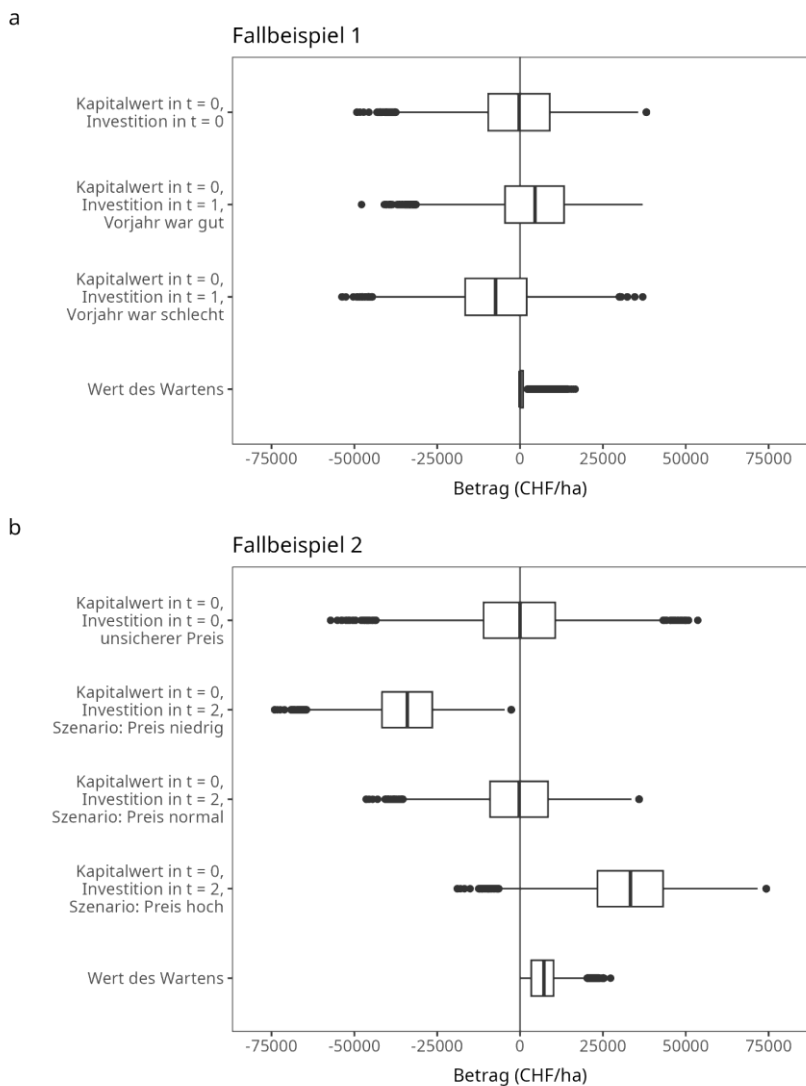 a
Fallbeispiel 1
Kapitalwert in t = 0,
Investition in t = 0
Kapitalwert in t = 0,
Investition in t = 1,
Vorjahr war gut
Kapitalwert in t = 0,
Investition in t = 1,
Vorjahr war schlecht
Wert des Wartens
-75000 -50000 -25000 0 25000 50000 75000
Betrag (CHF/ha)
b
Fallbeispiel 2
Kapitalwert in t = 0,
Investition in t = 0,
unsicherer Preis
Kapitalwert in t = 0,
Investition in t = 2,
Szenario: Preis niedrig
Kapitalwert in t = 0,
Investition in t = 2,
Szenario: Preis normal
Kapitalwert in t = 0,
Investition in t = 2,
Szenario: Preis hoch
Wert des Wartens
-75000 -50000 -25000 0 25000 50000 75000
Betrag (CHF/ha)